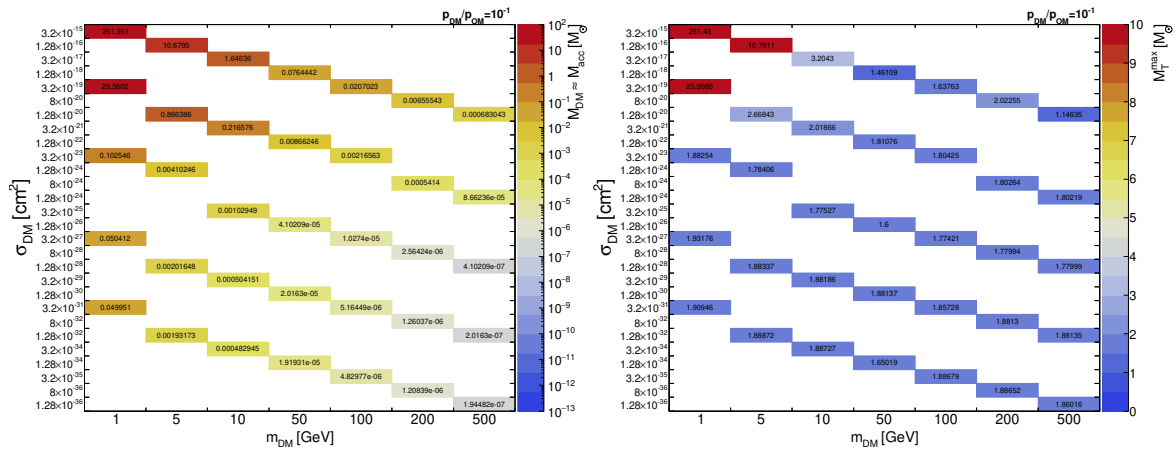 p_DM/p_OM=10⁻¹
3.2×10⁻¹⁵ 251.351
1.28×10⁻¹⁶ 10.6795
3.2×10⁻¹⁷ 1.64636
1.28×10⁻¹⁸ 0.0764442
3.2×10⁻¹⁹ 25.3602 0.0207023
8×10⁻²⁰ 0.00655543
1.28×10⁻²⁰ 0.866386 0.000683043
3.2×10⁻²¹ 0.216576
1.28×10⁻²² 0.00866246
3.2×10⁻²³ 0.102546 0.00216563
1.28×10⁻²⁴ 0.00410246
8×10⁻²⁴ 0.0005414
1.28×10⁻²⁴ 8.66236e-05
3.2×10⁻²⁵ 0.00102949
1.28×10⁻²⁶ 4.10209e-05
3.2×10⁻²⁷ 0.050412 1.0274e-05
8×10⁻²⁸ 2.56424e-06
1.28×10⁻²⁸ 0.00201648 4.10209e-07
3.2×10⁻²⁹ 0.000504151
1.28×10⁻³⁰ 2.0163e-05
3.2×10⁻³¹ 0.049951 5.16449e-06
8×10⁻³² 1.26037e-06
1.28×10⁻³² 0.00193173 2.0163e-07
3.2×10⁻³⁴ 0.000482945
1.28×10⁻³⁴ 1.91931e-05
3.2×10⁻³⁵ 4.82977e-06
8×10⁻³⁶ 1.20839e-06
1.28×10⁻³⁶ 1.94482e-07
1 5 10 50 100 200 500
m_DM [GeV]
σ_DM [cm²]
10²
10
1
10⁻¹
10⁻²
10⁻³
10⁻⁴
10⁻⁵
10⁻⁶
10⁻⁷
10⁻⁸
10⁻⁹
10⁻¹⁰
10⁻¹¹
10⁻¹²
10⁻¹³
M_DM ≈ M_acc [M⊙]
p_DM/p_OM=10⁻¹
3.2×10⁻¹⁵ 251.43
1.28×10⁻¹⁶ 10.7911
3.2×10⁻¹⁷ 3.2043
1.28×10⁻¹⁸ 1.46109
3.2×10⁻¹⁹ 25.9085 1.63763
8×10⁻²⁰ 2.02255
1.28×10⁻²⁰ 2.66843 1.14635
3.2×10⁻²¹ 2.01866
1.28×10⁻²² 1.81076
3.2×10⁻²³ 1.88254 1.80425
1.28×10⁻²⁴ 1.78406
8×10⁻²⁴ 1.80264
1.28×10⁻²⁴ 1.80219
3.2×10⁻²⁵ 1.77527
1.28×10⁻²⁶ 1.6
3.2×10⁻²⁷ 1.93176 1.77421
8×10⁻²⁸ 1.77994
1.28×10⁻²⁸ 1.88337 1.77999
3.2×10⁻²⁹ 1.88186
1.28×10⁻³⁰ 1.88137
3.2×10⁻³¹ 1.90946 1.85728
8×10⁻³² 1.8813
1.28×10⁻³² 1.88872 1.88135
3.2×10⁻³⁴ 1.88727
1.28×10⁻³⁴ 1.65019
3.2×10⁻³⁵ 1.88679
8×10⁻³⁶ 1.88652
1.28×10⁻³⁶ 1.86016
1 5 10 50 100 200 500
m_DM [GeV]
σ_DM [cm²]
10
9
8
7
6
5
4
3
2
1
0
M_T^max [M⊙]